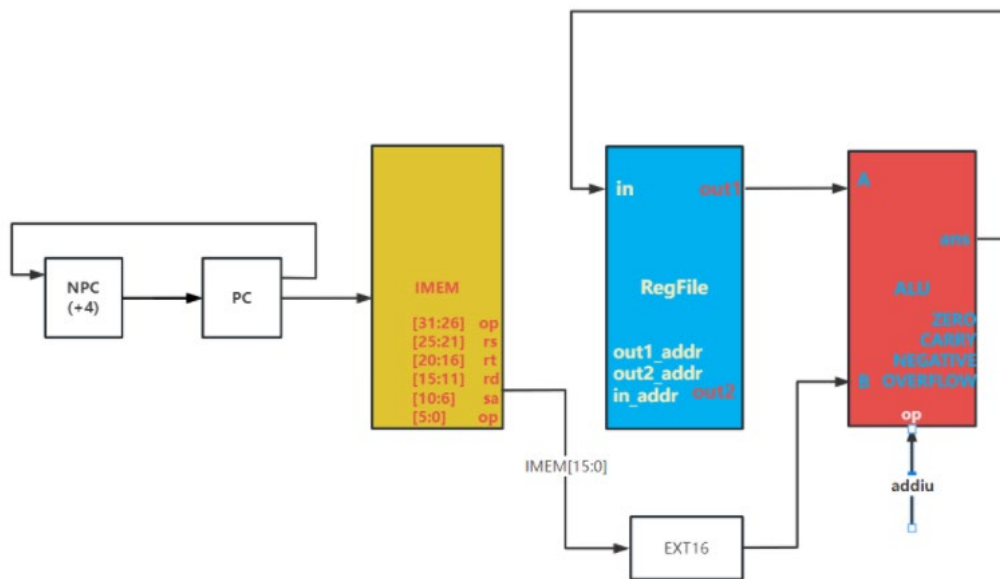 NPC
(+4)
PC
IMEM
[31:26] op
[25:21] rs
[20:16] rt
[15:11] rd
[10:6] sa
[5:0] op
IMEM[15:0]
in
out1
RegFile
out1_addr
out2_addr
in_addr
out2
EXT16
A
ans
ALU
ZERO
CARRY
NEGATIVE
B OVERFLOW
op
addiu